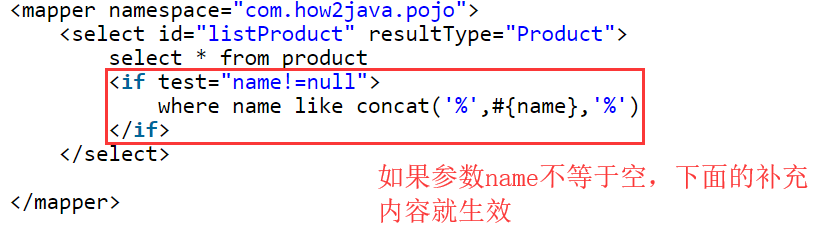 <mapper namespace="com.how2java.pojo">
<select id="listProduct" resultType="Product">
select * from product
<if test="name!=null">
where name like concat('%',#{name},'%')
</if>
</select>
如果参数name不等于空，下面的补充
内容就生效
</mapper>